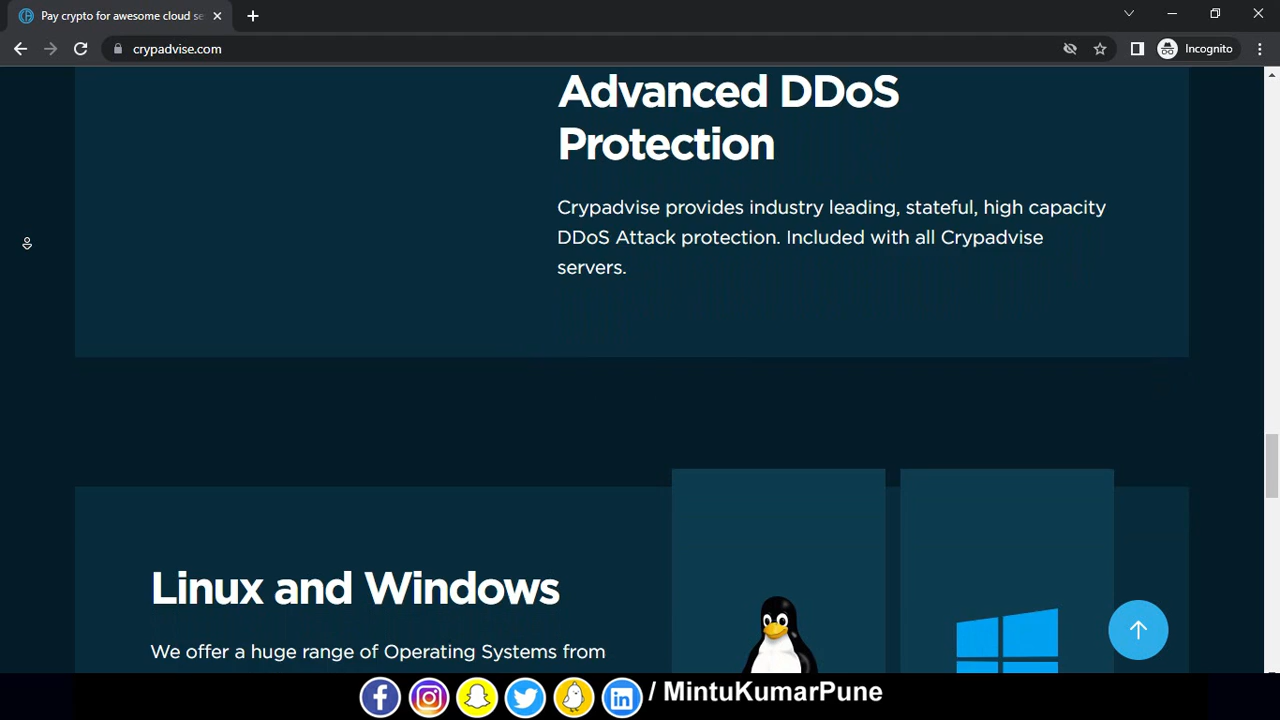 Pay crypto for awesome cloud se
crypadvise.com
Incognito
Advanced DDoS
Protection
Crypadvise provides industry leading, stateful, high capacity
DDoS Attack protection. Included with all Crypadvise
servers.
Linux and Windows
We offer a huge range of Operating Systems from
/ MintuKumarPune